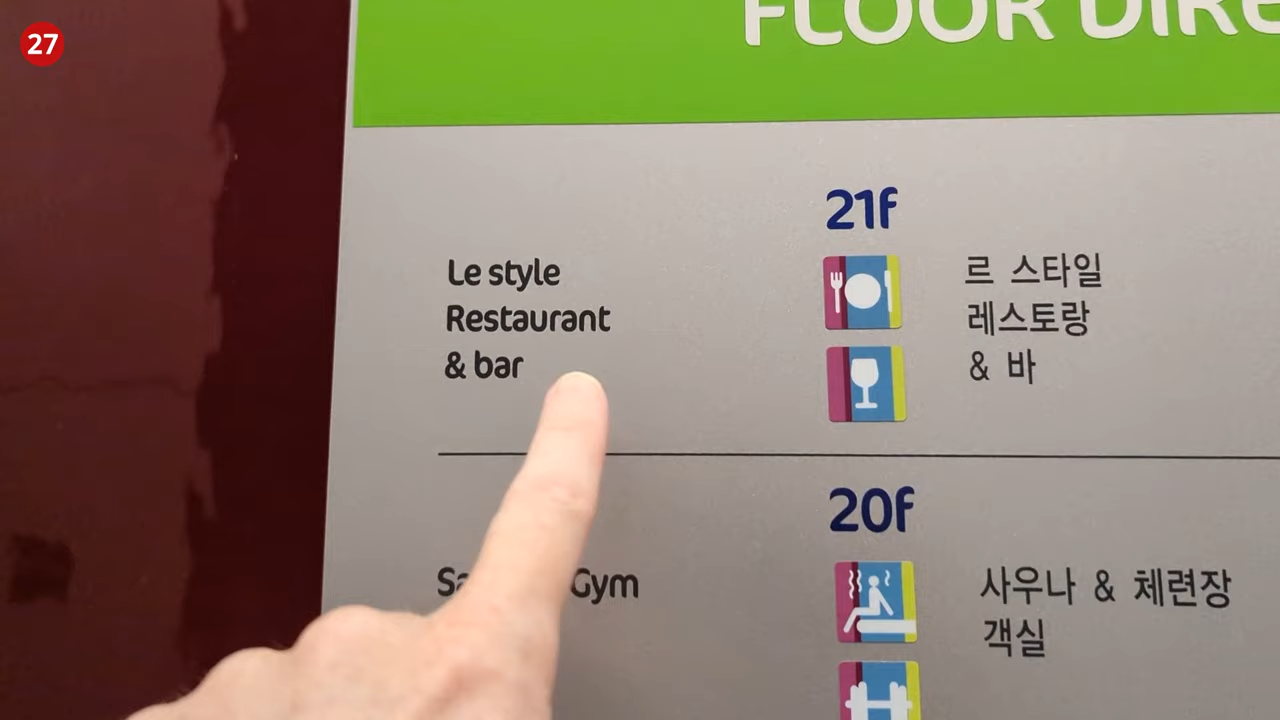 27
FLOOR
21f
Le style
Restaurant
& bar
르 스타일
레스토랑
& 바
20f
Gym
사우나 & 체련장
객실